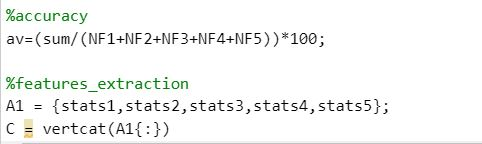 %accuracy
av=(sum/(NF1+NF2+NF3+NF4+NF5))*100;
%features_extraction
A1 = {stats1,stats2,stats3,stats4,stats5};
C = vertcat(A1{:})